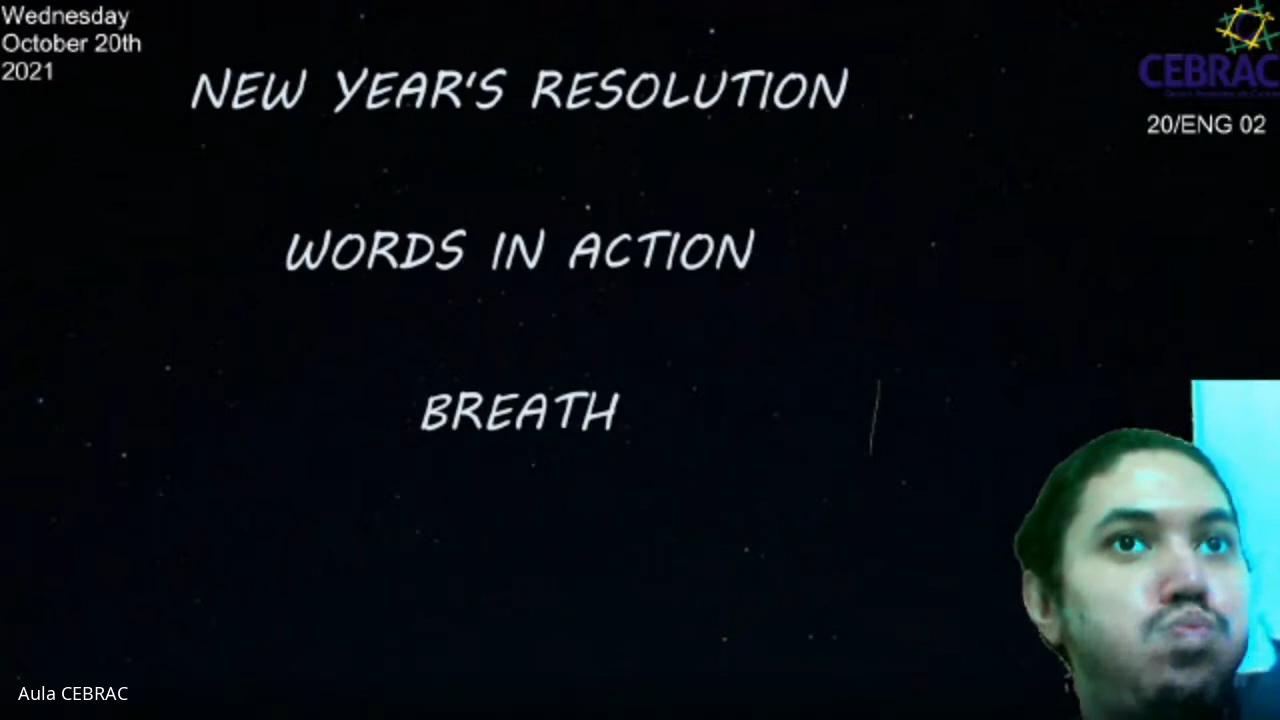 Wednesday
October 20th
2021
CEBRAC
20/ENG 02
NEW YEAR'S RESOLUTION
WORDS IN ACTION
BREATH
Aula CEBRAC